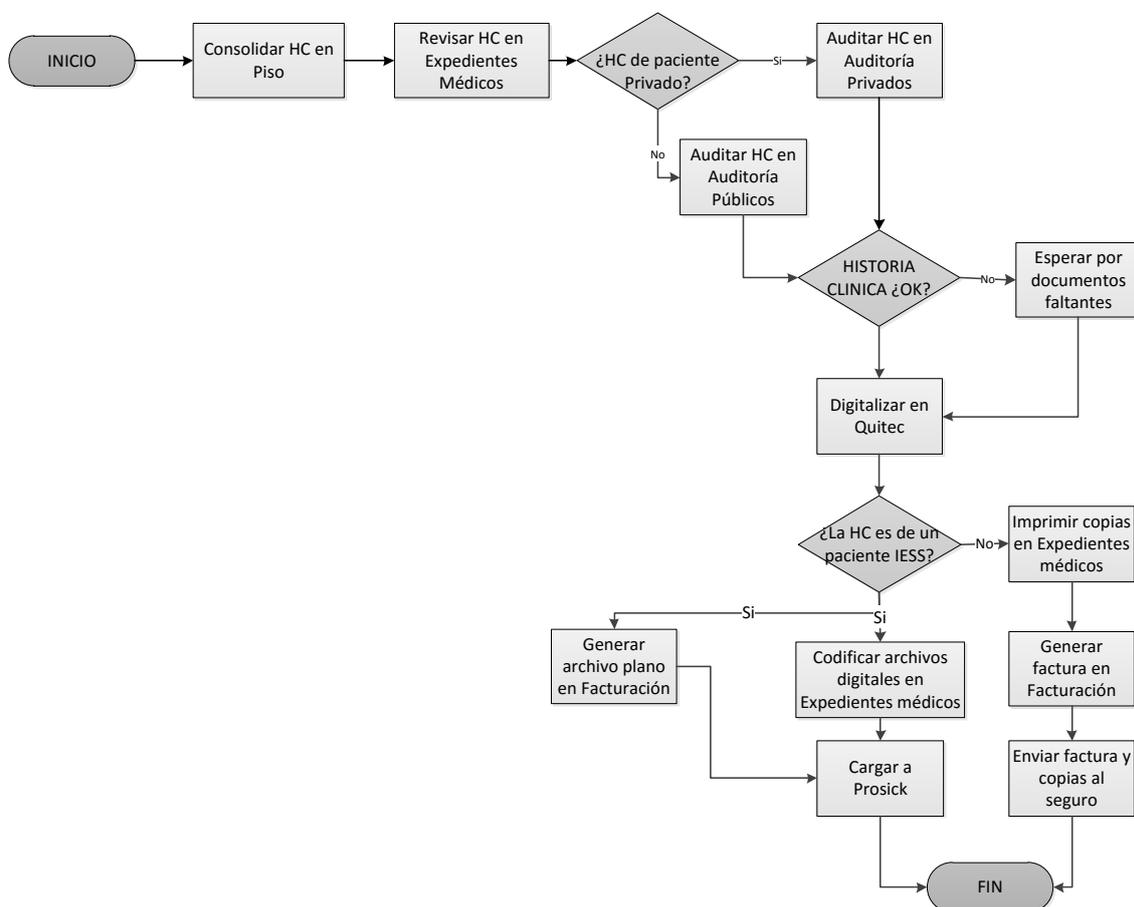 INICIO
Consolidar HC en
Piso
Revisar HC en
Expedientes
Médicos
¿HC de paciente
Privado?
Si
Auditar HC en
Auditoría
Privados
No
Auditar HC en
Auditoría
Públicos
HISTORIA
CLINICA ¿OK?
No
Esperar por
documentos
faltantes
Digitalizar en
Quitec
¿La HC es de un
paciente IESS?
No
Imprimir copias
en Expedientes
médicos
Si
Si
Generar
archivo plano
en Facturación
Codificar archivos
digitales en
Expedientes médicos
Generar
factura en
Facturación
Cargar a
Prosick
Enviar factura y
copias al
seguro
FIN